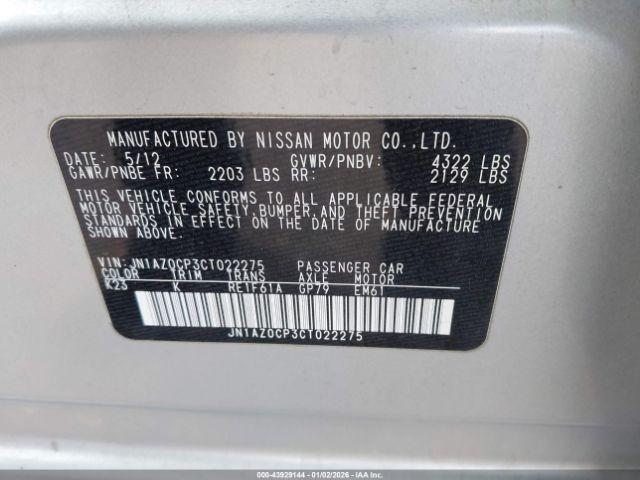 MANUFACTURED BY NISSAN MOTOR CO.,LTD.
DATE: 5/12 GVWR/PNBV: 4322 LBS
GAWR/PNBE FR: 2203 LBS RR: 2129 LBS
THIS VEHICLE CONFORMS TO ALL APPLICABLE FEDERAL
MOTOR VEHICLE SAFETY, BUMPER, AND THEFT PREVENTION
STANDARDS IN EFFECT ON THE DATE OF MANUFACTURE
SHOWN ABOVE.
VIN: JN1AZ0CP3CT022275 PASSENGER CAR
COLOR TRIM TRANS AXLE MOTOR
K23 K RE1F61A GP79 EM61
JN1AZ0CP3CT022275
000-43929144 - 01/02/2026 - IAAI.CA